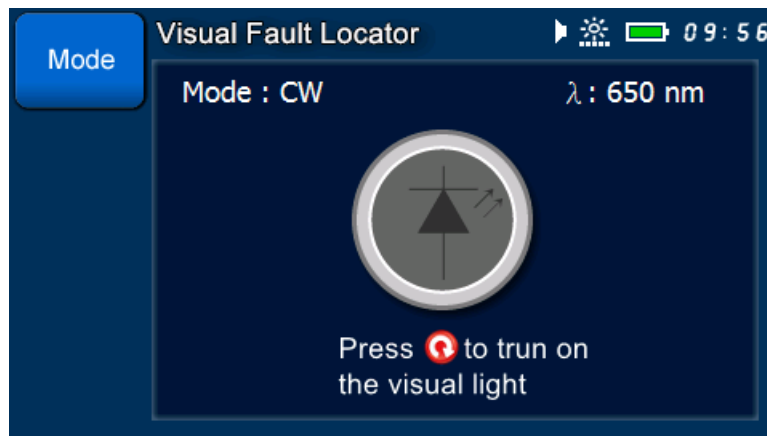 Mode
Visual Fault Locator
09:56
Mode : CW
λ : 650 nm
Press to trun on
the visual light